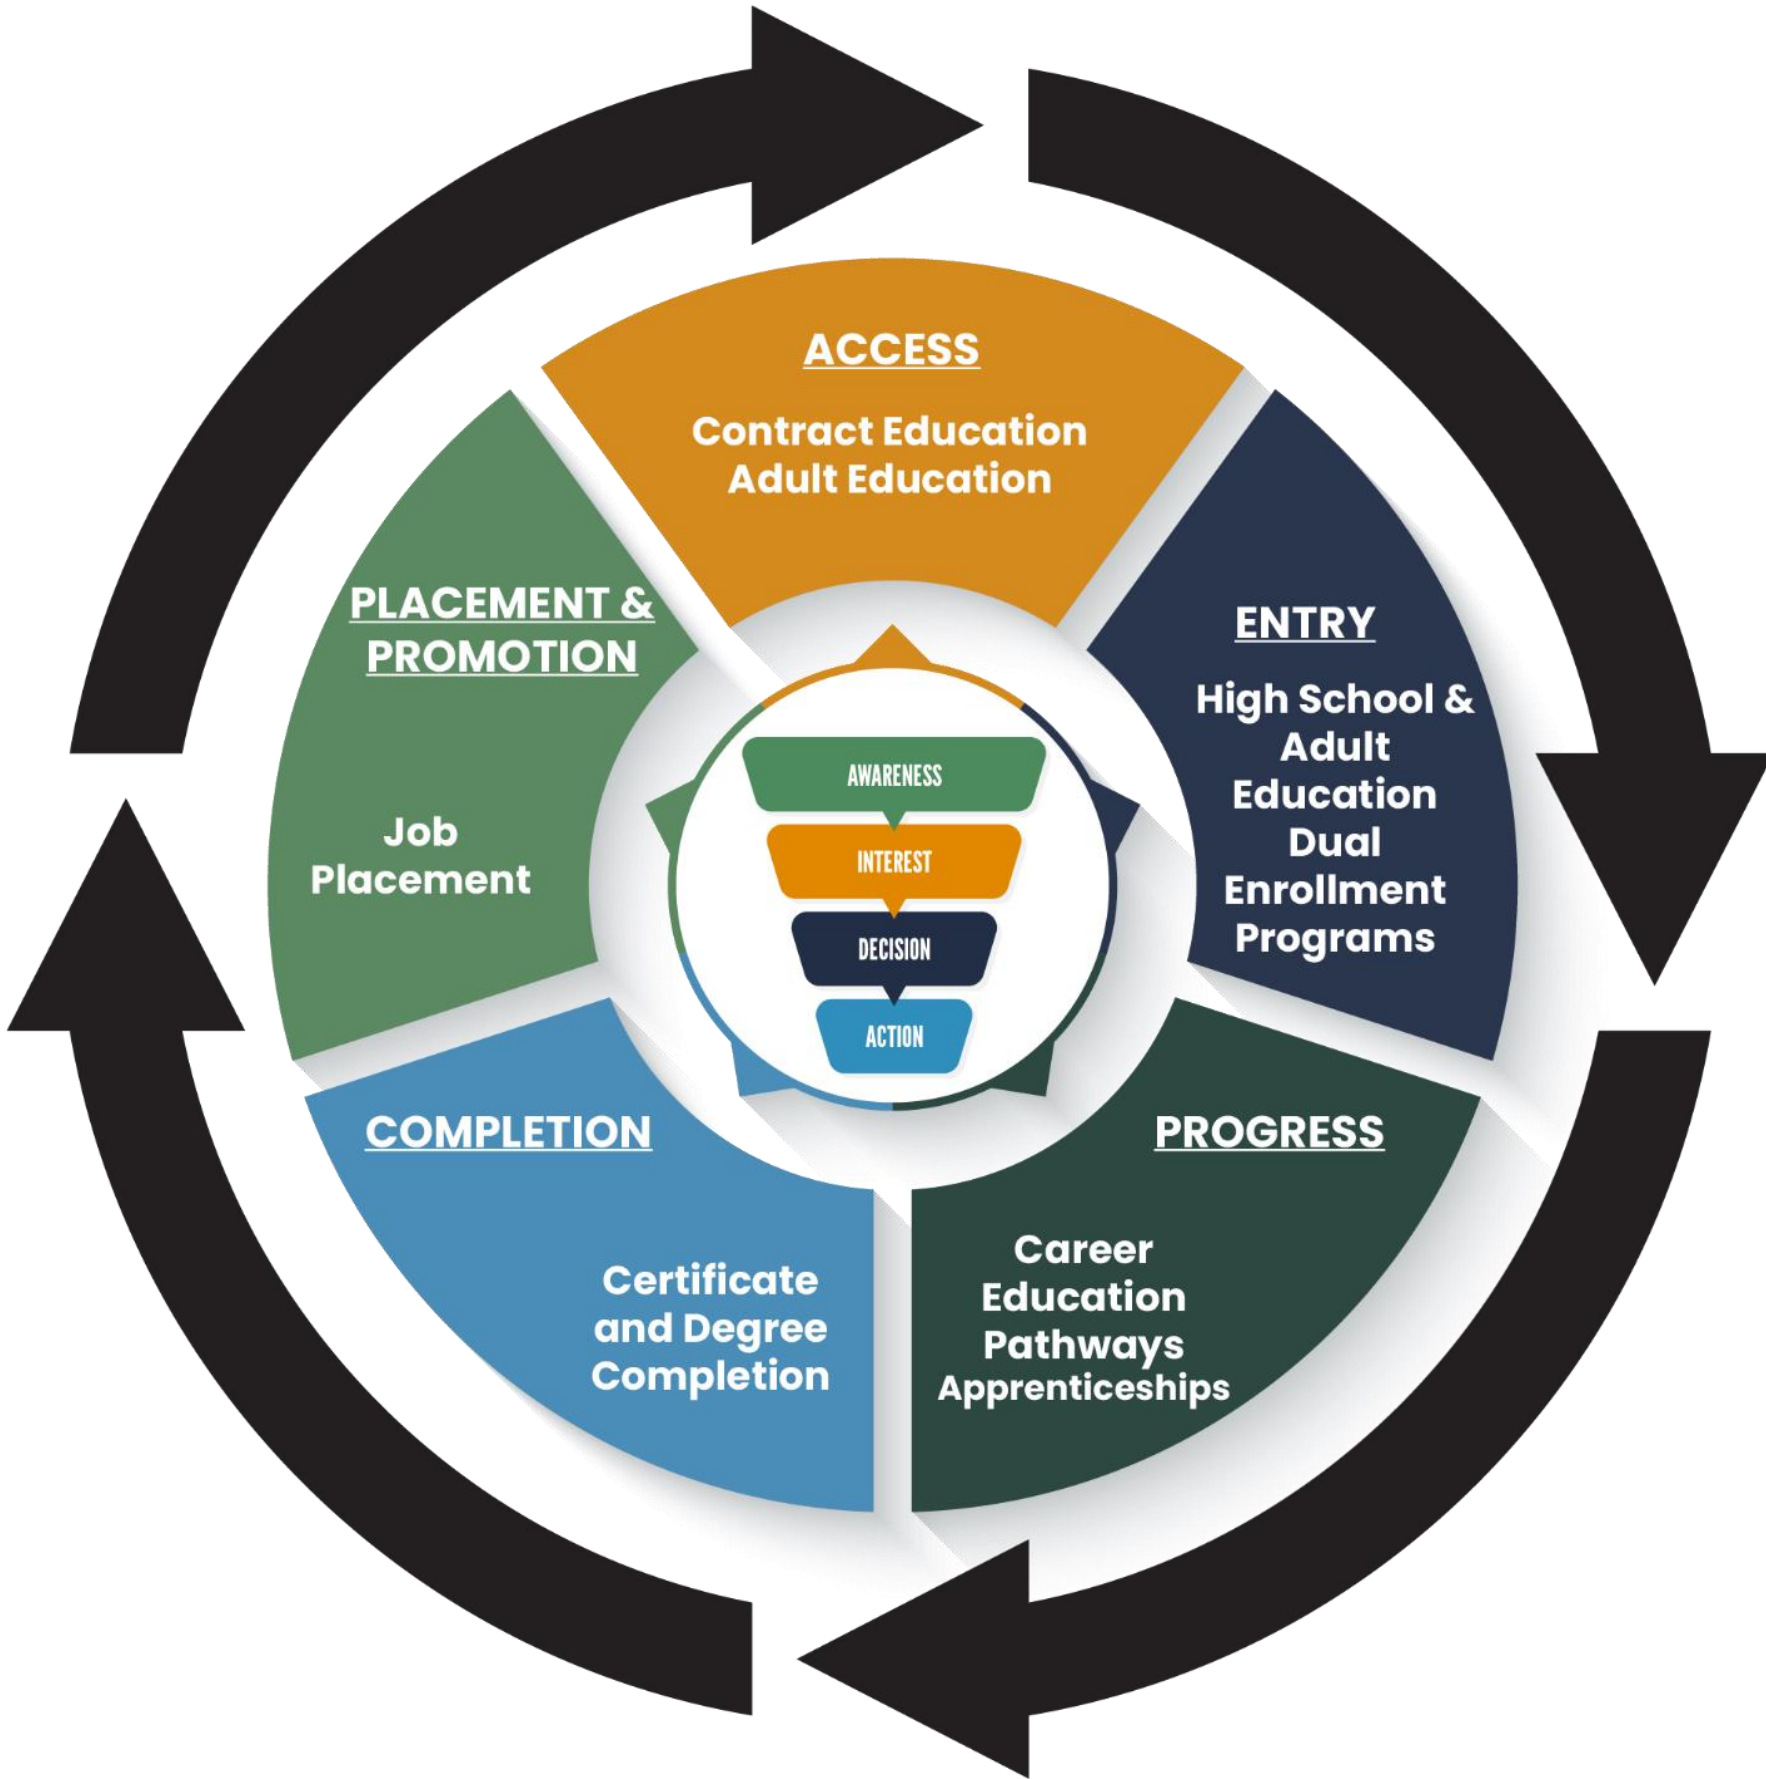 ACCESS
Contract Education
Adult Education
ENTRY
High School &
Adult
Education
Dual
Enrollment
Programs
PROGRESS
Career
Education
Pathways
Apprenticeships
COMPLETION
Certificate
and Degree
Completion
PLACEMENT &
PROMOTION
Job
Placement
AWARENESS
INTEREST
DECISION
ACTION